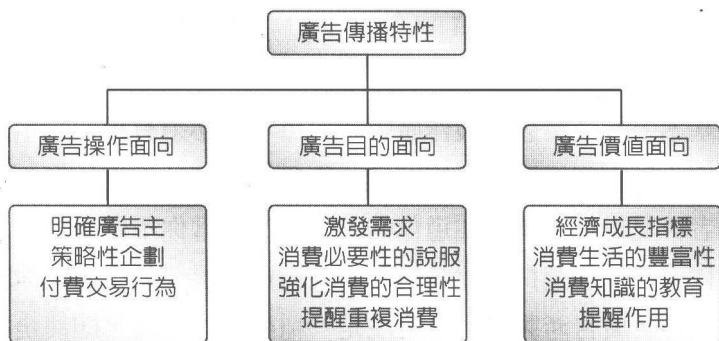 廣告傳播特性
廣告操作面向
明確廣告主
策略性企劃
付費交易行為
廣告目的面向
激發需求
消費必要性的說服
強化消費的合理性
提醒重複消費
廣告價值面向
經濟成長指標
消費生活的豐富性
消費知識的教育
提醒作用